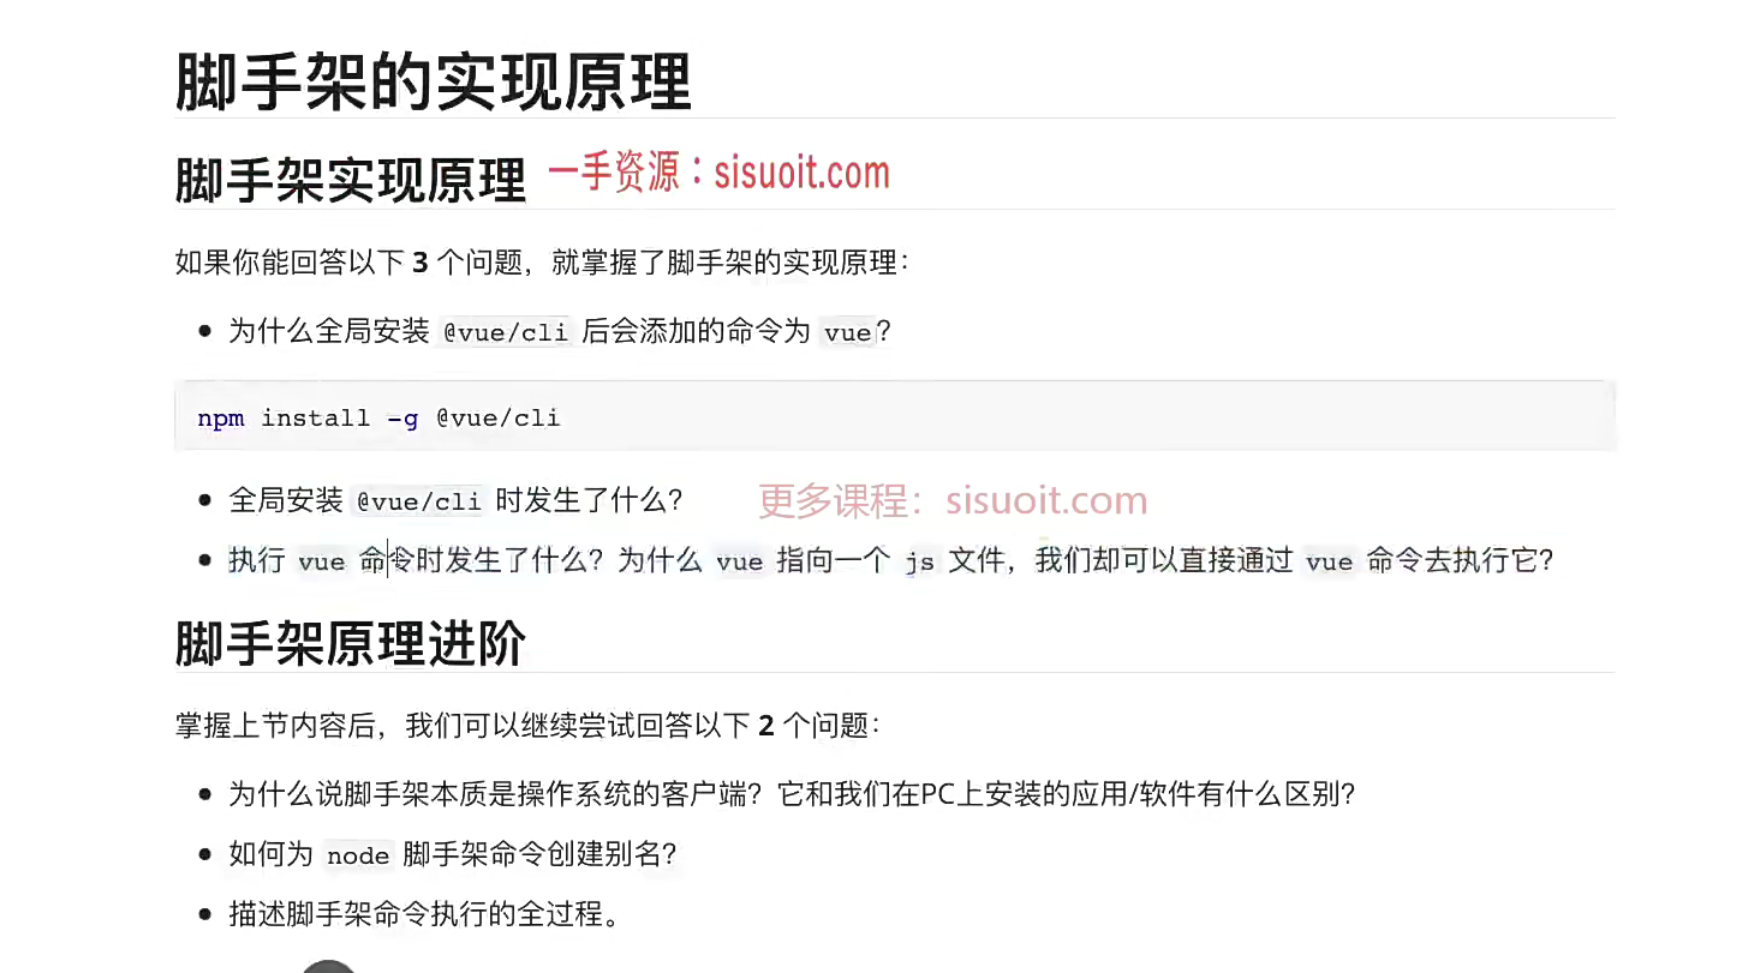 脚手架的实现原理
脚手架实现原理 一手资源：sisuoit.com
如果你能回答以下 3 个问题，就掌握了脚手架的实现原理：
为什么全局安装 @vue/cli 后会添加的命令为 vue？
npm install -g @vue/cli
全局安装 @vue/cli 时发生了什么？ 更多课程：sisuoit.com
执行 vue 命令时发生了什么？为什么 vue 指向一个 js 文件，我们却可以直接通过 vue 命令去执行它？
脚手架原理进阶
掌握上节内容后，我们可以继续尝试回答以下 2 个问题：
为什么说脚手架本质是操作系统的客户端？它和我们在PC上安装的应用/软件有什么区别？
如何为 node 脚手架命令创建别名？
描述脚手架命令执行的全过程。